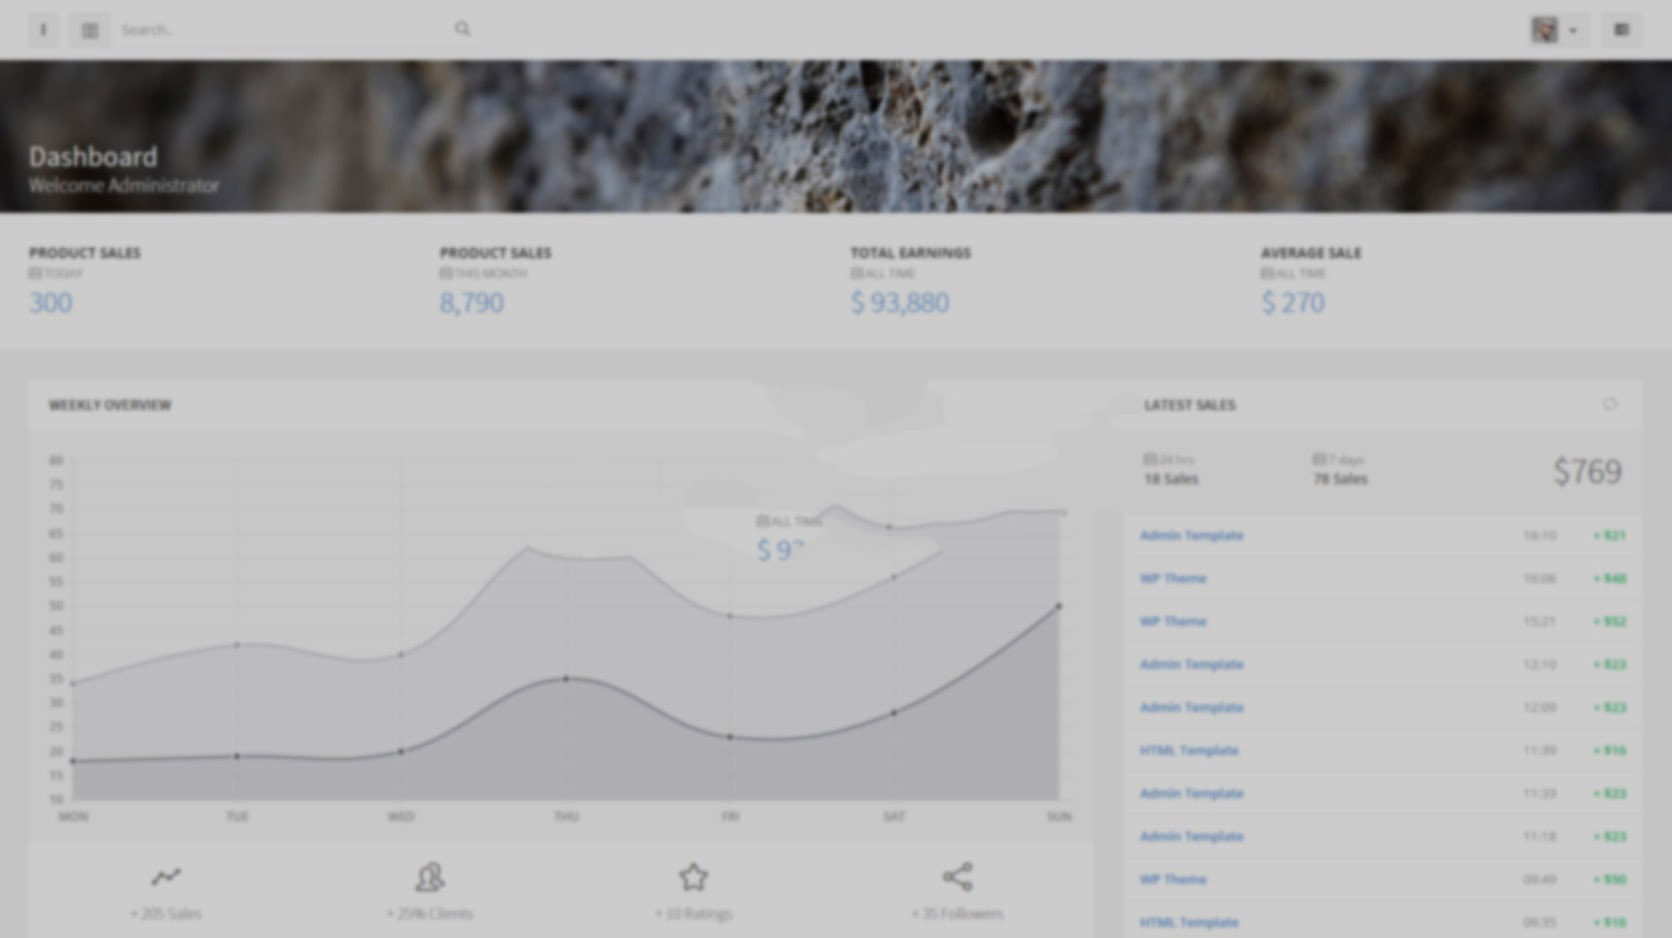 Search..
Dashboard
Welcome Administrator
PRODUCT SALES
TODAY
300
PRODUCT SALES
THIS MONTH
8,790
TOTAL EARNINGS
ALL TIME
$ 93,880
AVERAGE SALE
ALL TIME
$ 270
WEEKLY OVERVIEW
80
75
70
65
60
55
50
45
40
35
30
25
20
15
10
MON TUE WED THU FRI SAT SUN
ALL TIME
$ 9
+ 205 Sales
+ 25% Clients
+ 10 Ratings
+ 35 Followers
LATEST SALES
24 hrs
18 Sales
7 days
78 Sales
$769
Admin Template 16:10 + $21
WP Theme 16:06 + $48
WP Theme 15:21 + $52
Admin Template 12:10 + $23
Admin Template 12:09 + $23
HTML Template 11:39 + $16
Admin Template 11:33 + $23
Admin Template 11:18 + $23
WP Theme 09:49 + $50
HTML Template 09:35 + $16